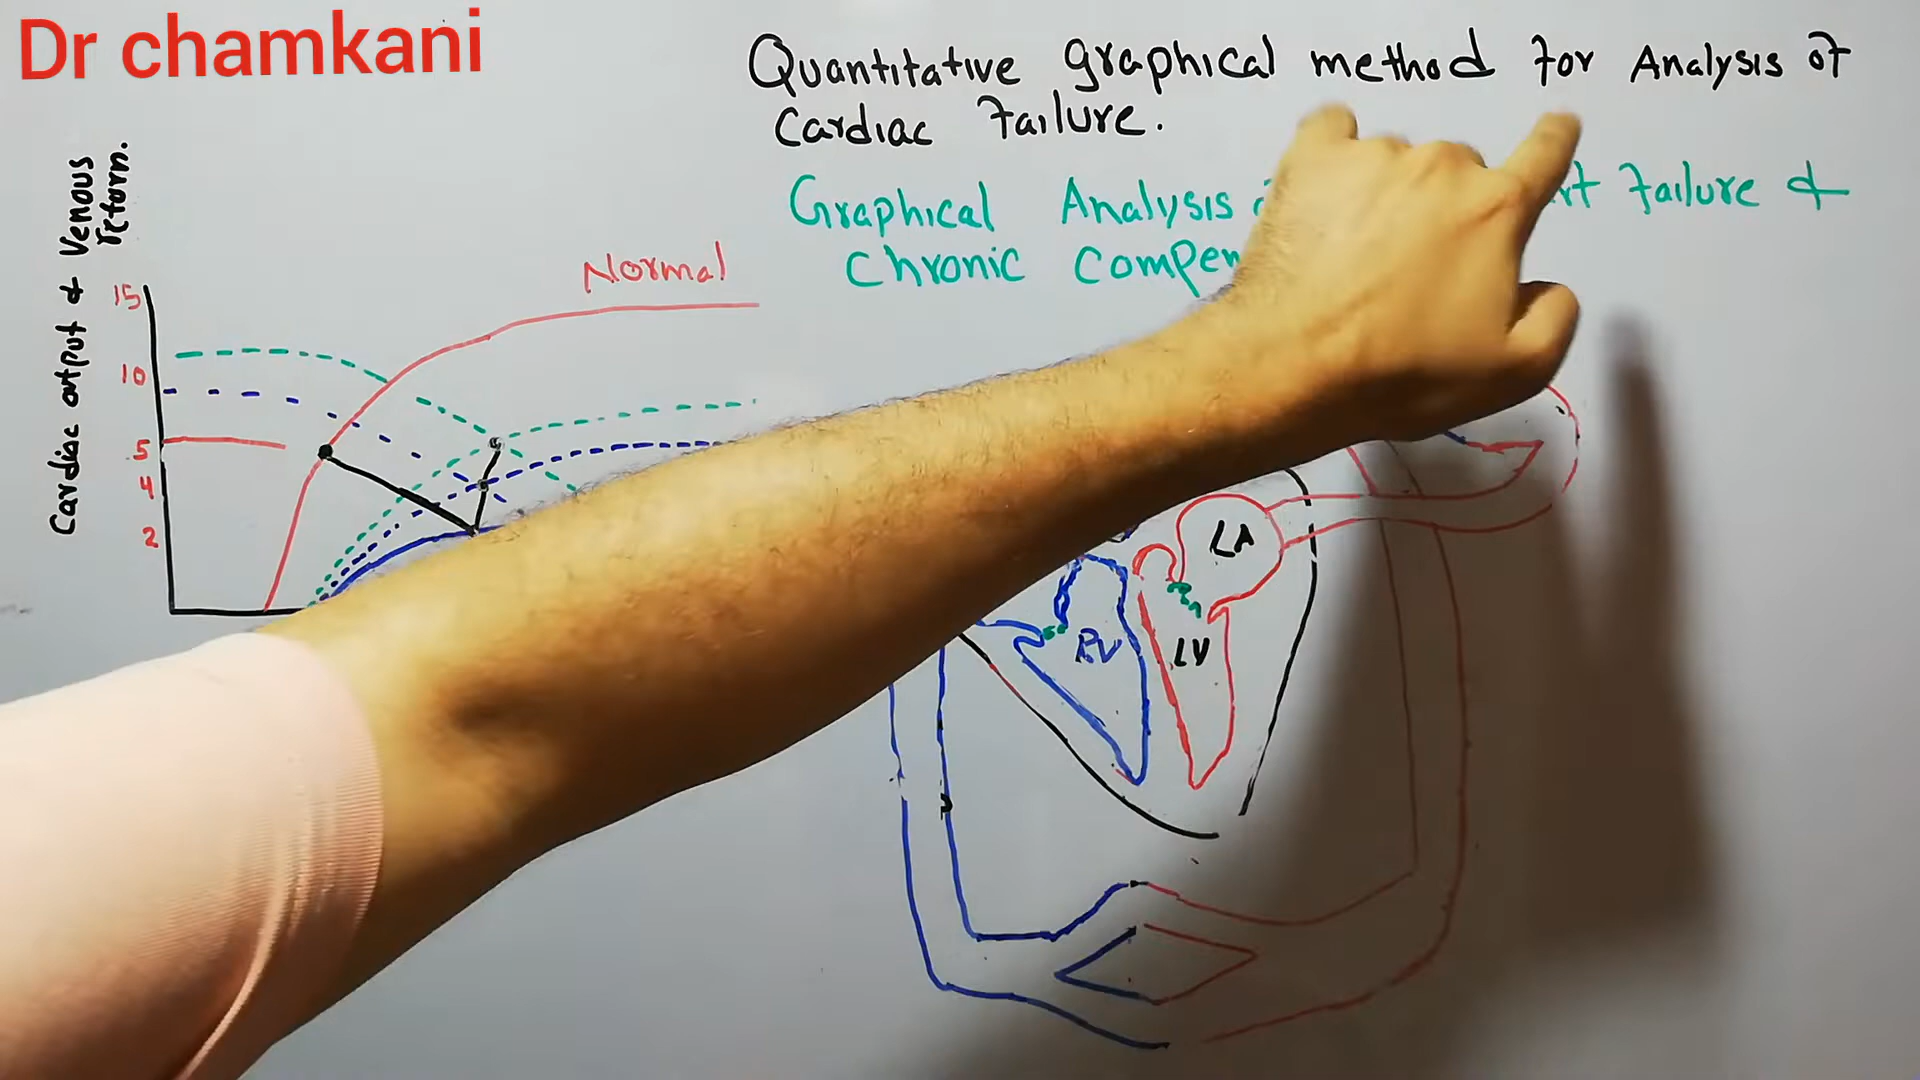 Dr chamkani
Quantitative graphical method for Analysis of
Cardiac Failure.
Graphical Analysis Failure &
Chronic
Normal
Cardiac output & Venous
return.
15
10
5
4
2
LA
RV
LV